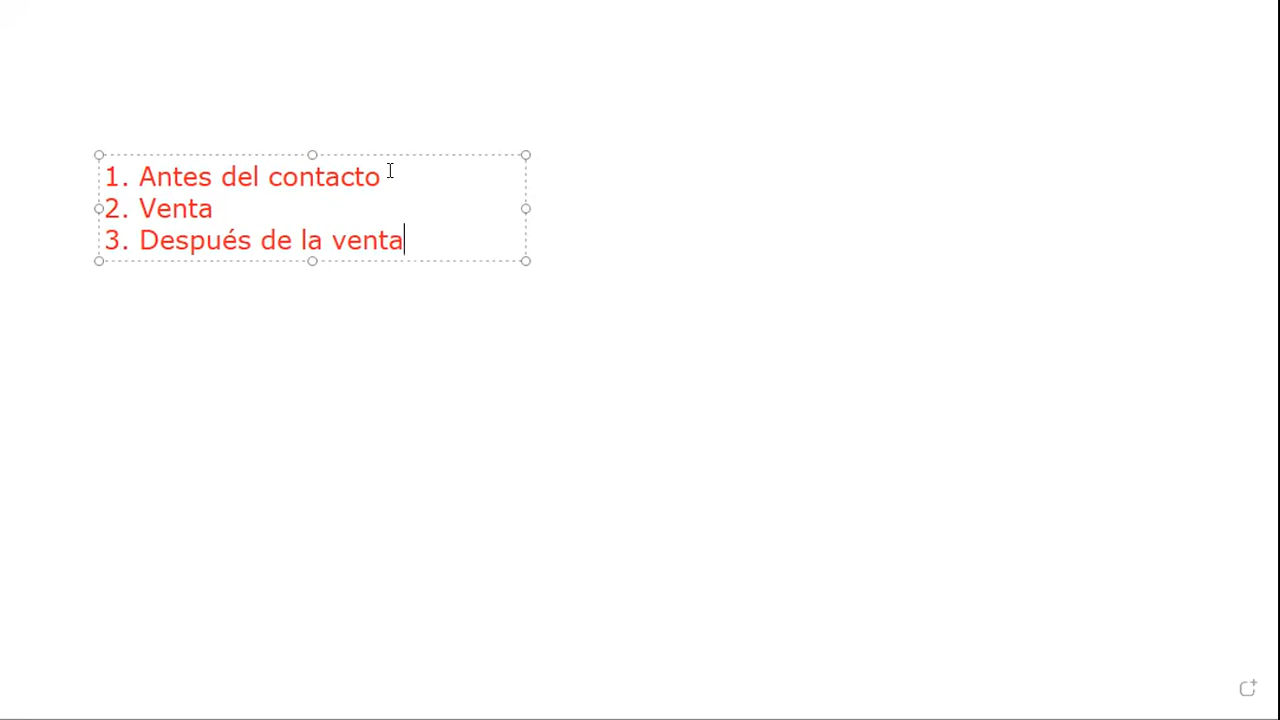 1. Antes del contacto
2. Venta
3. Después de la venta